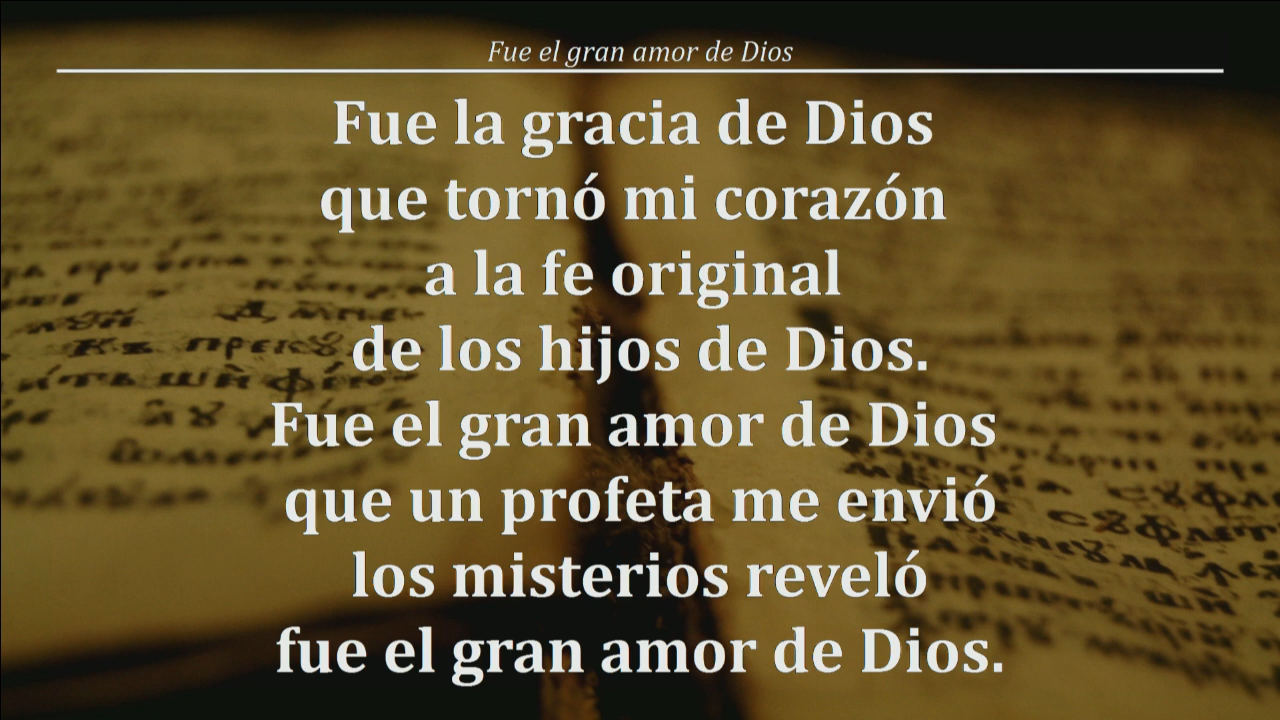 Fue el gran amor de Dios
Fue la gracia de Dios
que tornó mi corazón
a la fe original
de los hijos de Dios.
Fue el gran amor de Dios
que un profeta me envió
los misterios reveló
fue el gran amor de Dios.